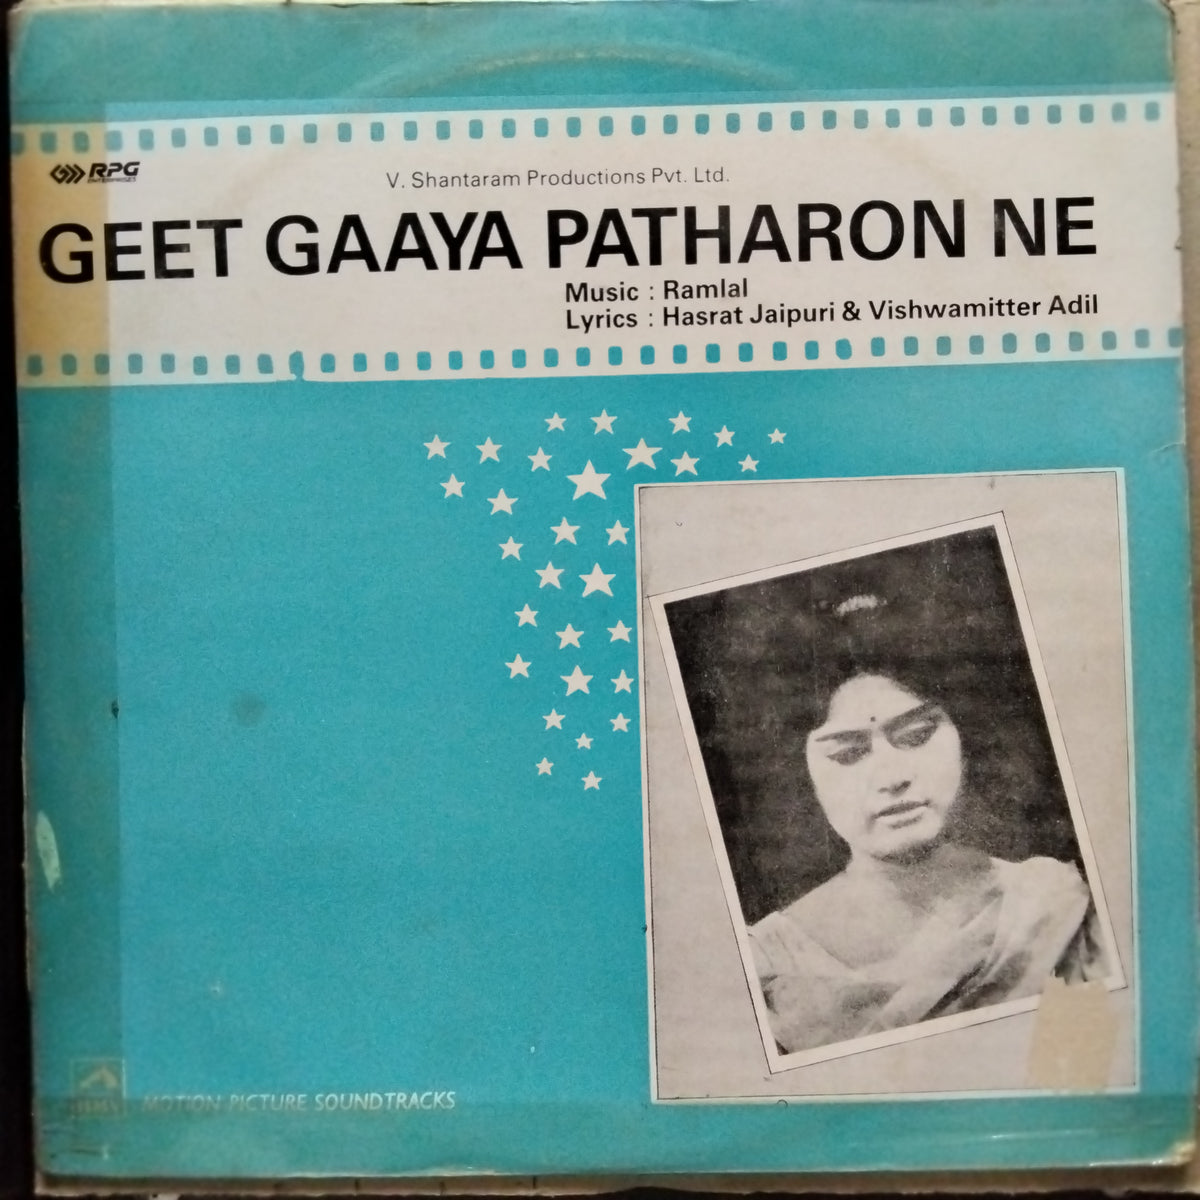 RPG
ENTERPRISES
V. Shantaram Productions Pvt. Ltd.
GEET GAAYA PATHARON NE
Music : Ramlal
Lyrics : Hasrat Jaipuri & Vishwamitter Adil
MOTION PICTURE SOUNDTRACKS